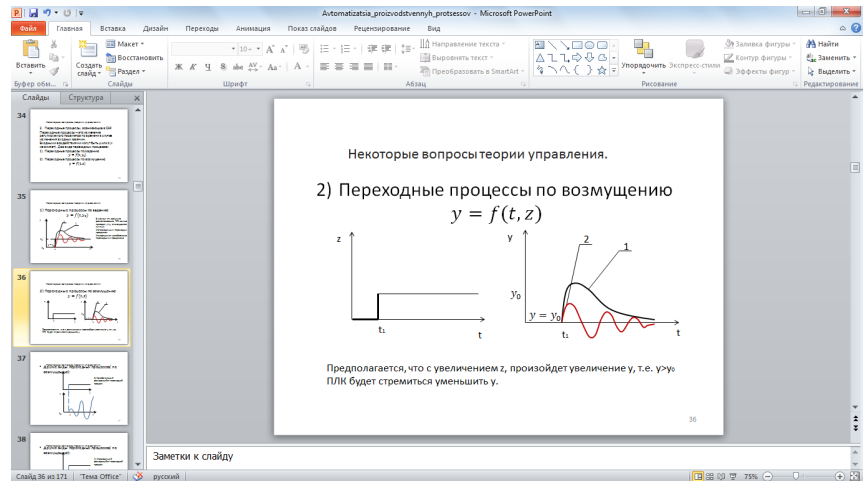 Avtomatizatsia_proizvodstvennyh_protsessov - Microsoft PowerPoint
Файл Главная Вставка Дизайн Переходы Анимация Показ слайдов Рецензирование Вид
Вставить
Создать слайд
Макет
Восстановить
Раздел
Ж К Ч S abc AV Aa A
10
Направление текста
Выровнять текст
Преобразовать в SmartArt
Упорядочить Экспресс-стили
Заливка фигуры
Контур фигуры
Эффекты фигур
Найти
Заменить
Выделить
Буфер обм... Слайды Шрифт Абзац Рисование Редактирование
Слайды Структура
34
35
36
37
38
Некоторые вопросы теории управления.
2) Переходные процессы по возмущению
y = f(t, z)
z
t₁
t
y
2
1
y₀
y = y₀
t₁
t
Предполагается, что с увеличением z, произойдет увеличение y, т.е. y>y₀
ПЛК будет стремиться уменьшить y.
36
Заметки к слайду
Слайд 36 из 171 "Тема Office" русский 75%